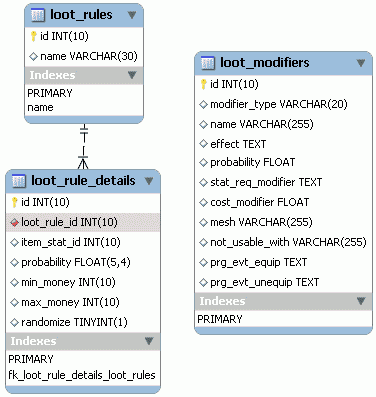 loot_rules
id INT(10)
name VARCHAR(30)
Indexes
PRIMARY
name
loot_rule_details
id INT(10)
loot_rule_id INT(10)
item_stat_id INT(10)
probability FLOAT(5,4)
min_money INT(10)
max_money INT(10)
randomize TINYINT(1)
Indexes
PRIMARY
fk_loot_rule_details_loot_rules
loot_modifiers
id INT(10)
modifier_type VARCHAR(20)
name VARCHAR(255)
effect TEXT
probability FLOAT
stat_req_modifier TEXT
cost_modifier FLOAT
mesh VARCHAR(255)
not_usable_with VARCHAR(255)
prg_evt_equip TEXT
prg_evt_unequip TEXT
Indexes
PRIMARY